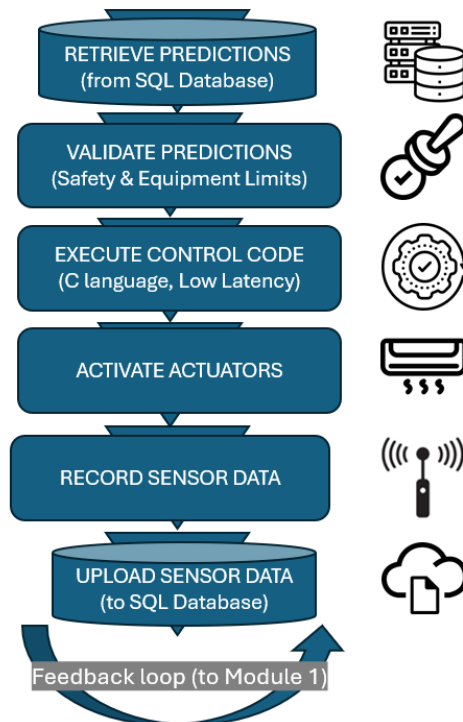 RETRIEVE PREDICTIONS
(from SQL Database)
VALIDATE PREDICTIONS
(Safety & Equipment Limits)
EXECUTE CONTROL CODE
(C language, Low Latency)
ACTIVATE ACTUATORS
RECORD SENSOR DATA
UPLOAD SENSOR DATA
(to SQL Database)
Feedback loop (to Module 1)